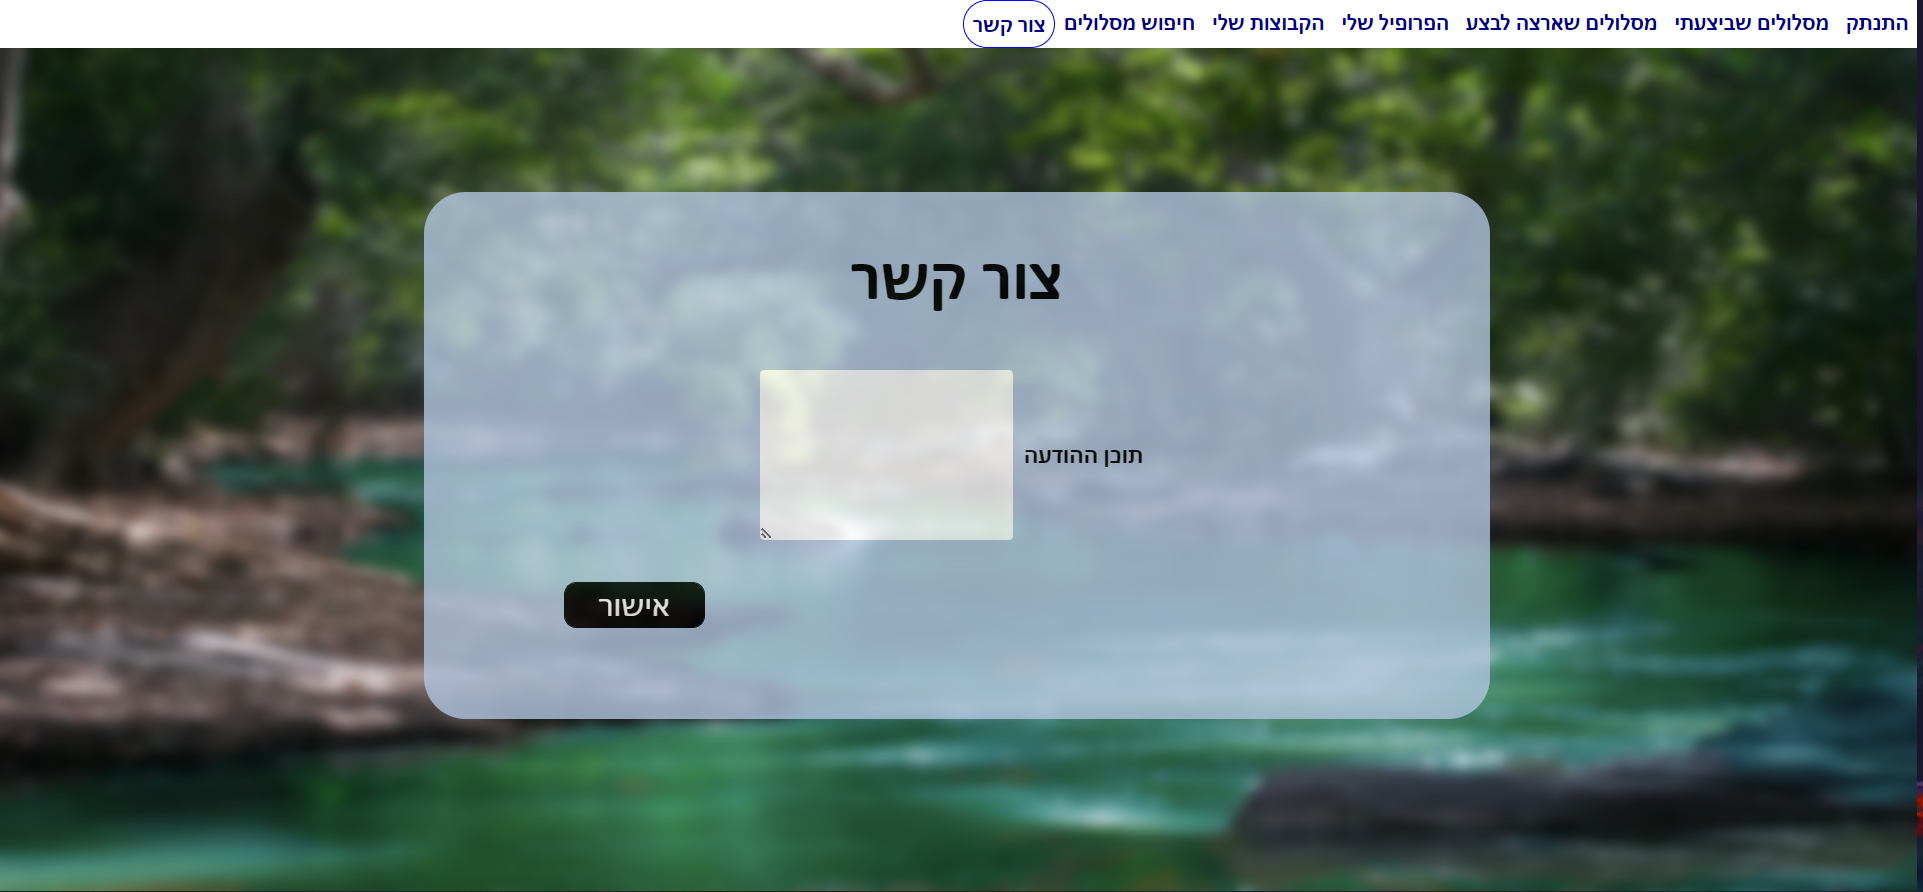 התנתק מסלולים שביצעתי מסלולים שארצה לבצע הפרופיל שלי הקבוצות שלי חיפוש מסלולים צור קשר
צור קשר
תוכן ההודעה
אישור